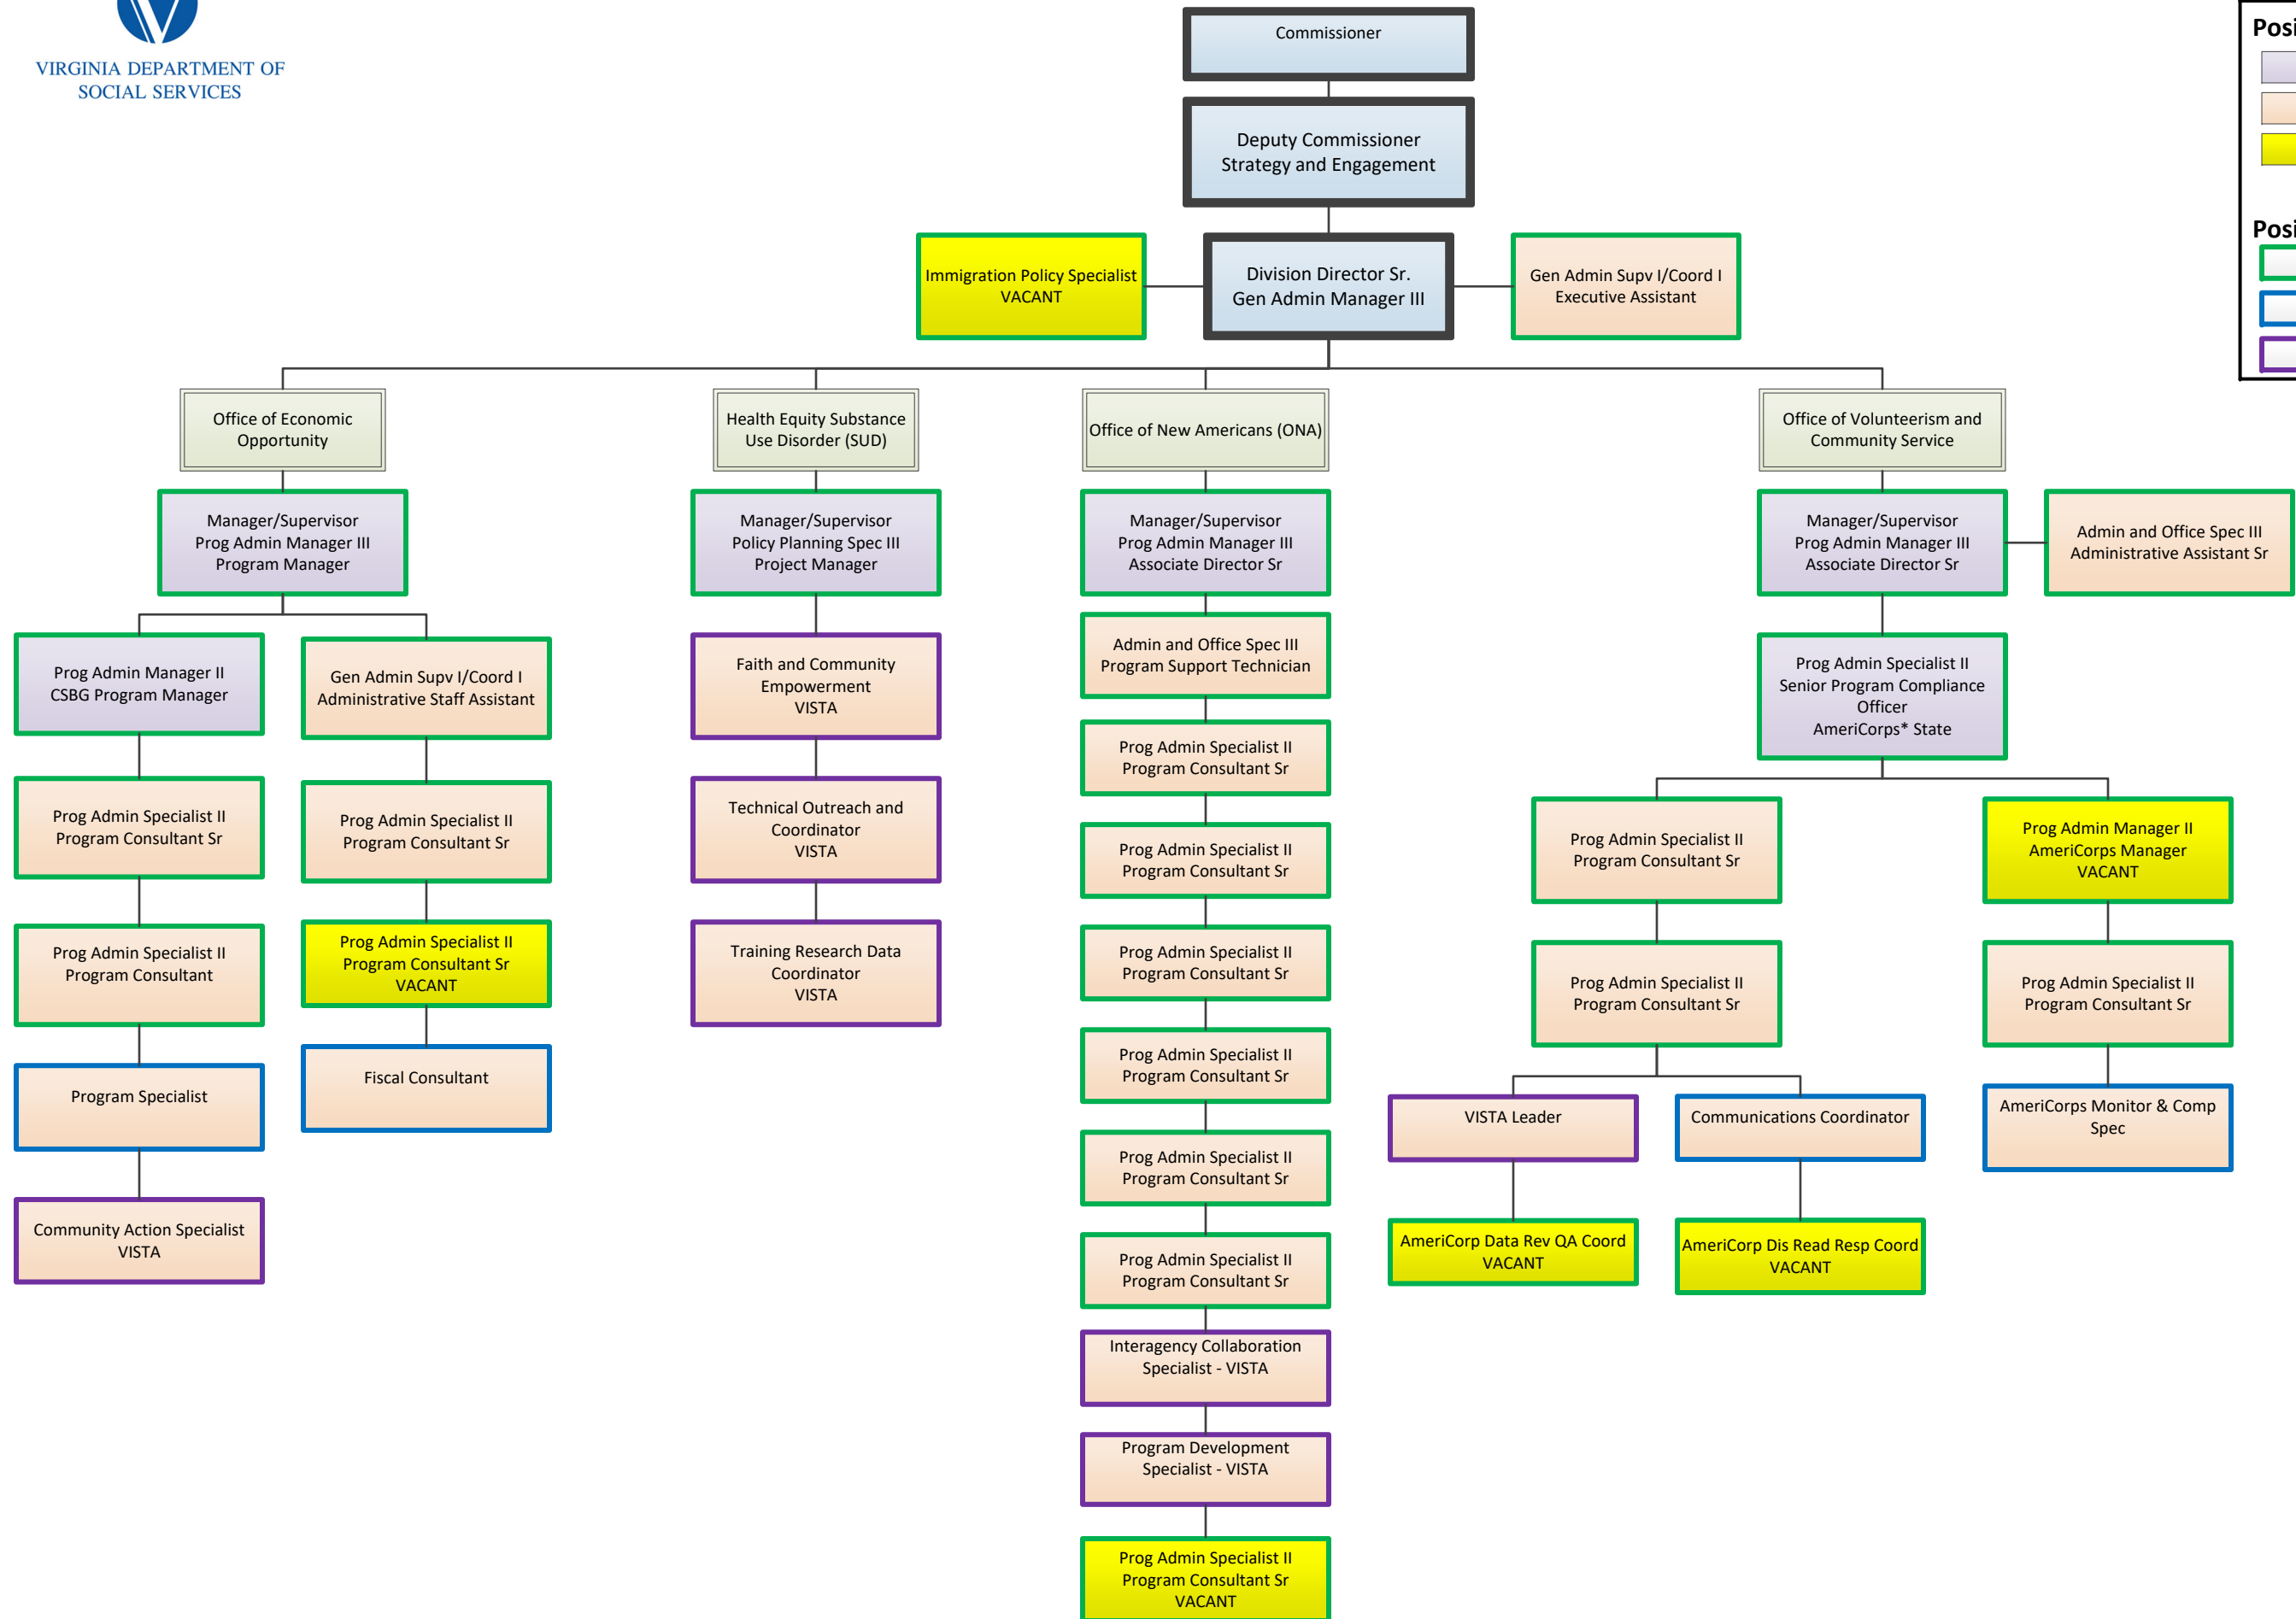 VIRGINIA DEPARTMENT OF
SOCIAL SERVICES
Commissioner
Deputy Commissioner
Strategy and Engagement
Immigration Policy Specialist
VACANT
Division Director Sr.
Gen Admin Manager III
Gen Admin Supv I/Coord I
Executive Assistant
Posi
Posi
Office of Economic
Opportunity
Health Equity Substance
Use Disorder (SUD)
Office of New Americans (ONA)
Office of Volunteerism and
Community Service
Manager/Supervisor
Prog Admin Manager III
Program Manager
Manager/Supervisor
Policy Planning Spec III
Project Manager
Manager/Supervisor
Prog Admin Manager III
Associate Director Sr
Manager/Supervisor
Prog Admin Manager III
Associate Director Sr
Admin and Office Spec III
Administrative Assistant Sr
Prog Admin Manager II
CSBG Program Manager
Prog Admin Specialist II
Program Consultant Sr
Prog Admin Specialist II
Program Consultant
Program Specialist
Community Action Specialist
VISTA
Gen Admin Supv I/Coord I
Administrative Staff Assistant
Prog Admin Specialist II
Program Consultant Sr
Prog Admin Specialist II
Program Consultant Sr
VACANT
Fiscal Consultant
Faith and Community
Empowerment
VISTA
Technical Outreach and
Coordinator
VISTA
Training Research Data
Coordinator
VISTA
Admin and Office Spec III
Program Support Technician
Prog Admin Specialist II
Program Consultant Sr
Prog Admin Specialist II
Program Consultant Sr
Prog Admin Specialist II
Program Consultant Sr
Prog Admin Specialist II
Program Consultant Sr
Prog Admin Specialist II
Program Consultant Sr
Prog Admin Specialist II
Program Consultant Sr
Interagency Collaboration
Specialist - VISTA
Program Development
Specialist - VISTA
Prog Admin Specialist II
Program Consultant Sr
VACANT
Prog Admin Specialist II
Senior Program Compliance
Officer
AmeriCorps* State
Prog Admin Specialist II
Program Consultant Sr
Prog Admin Specialist II
Program Consultant Sr
VISTA Leader
AmeriCorp Data Rev QA Coord
VACANT
Communications Coordinator
AmeriCorp Dis Read Resp Coord
VACANT
Prog Admin Manager II
AmeriCorps Manager
VACANT
Prog Admin Specialist II
Program Consultant Sr
AmeriCorps Monitor & Comp
Spec